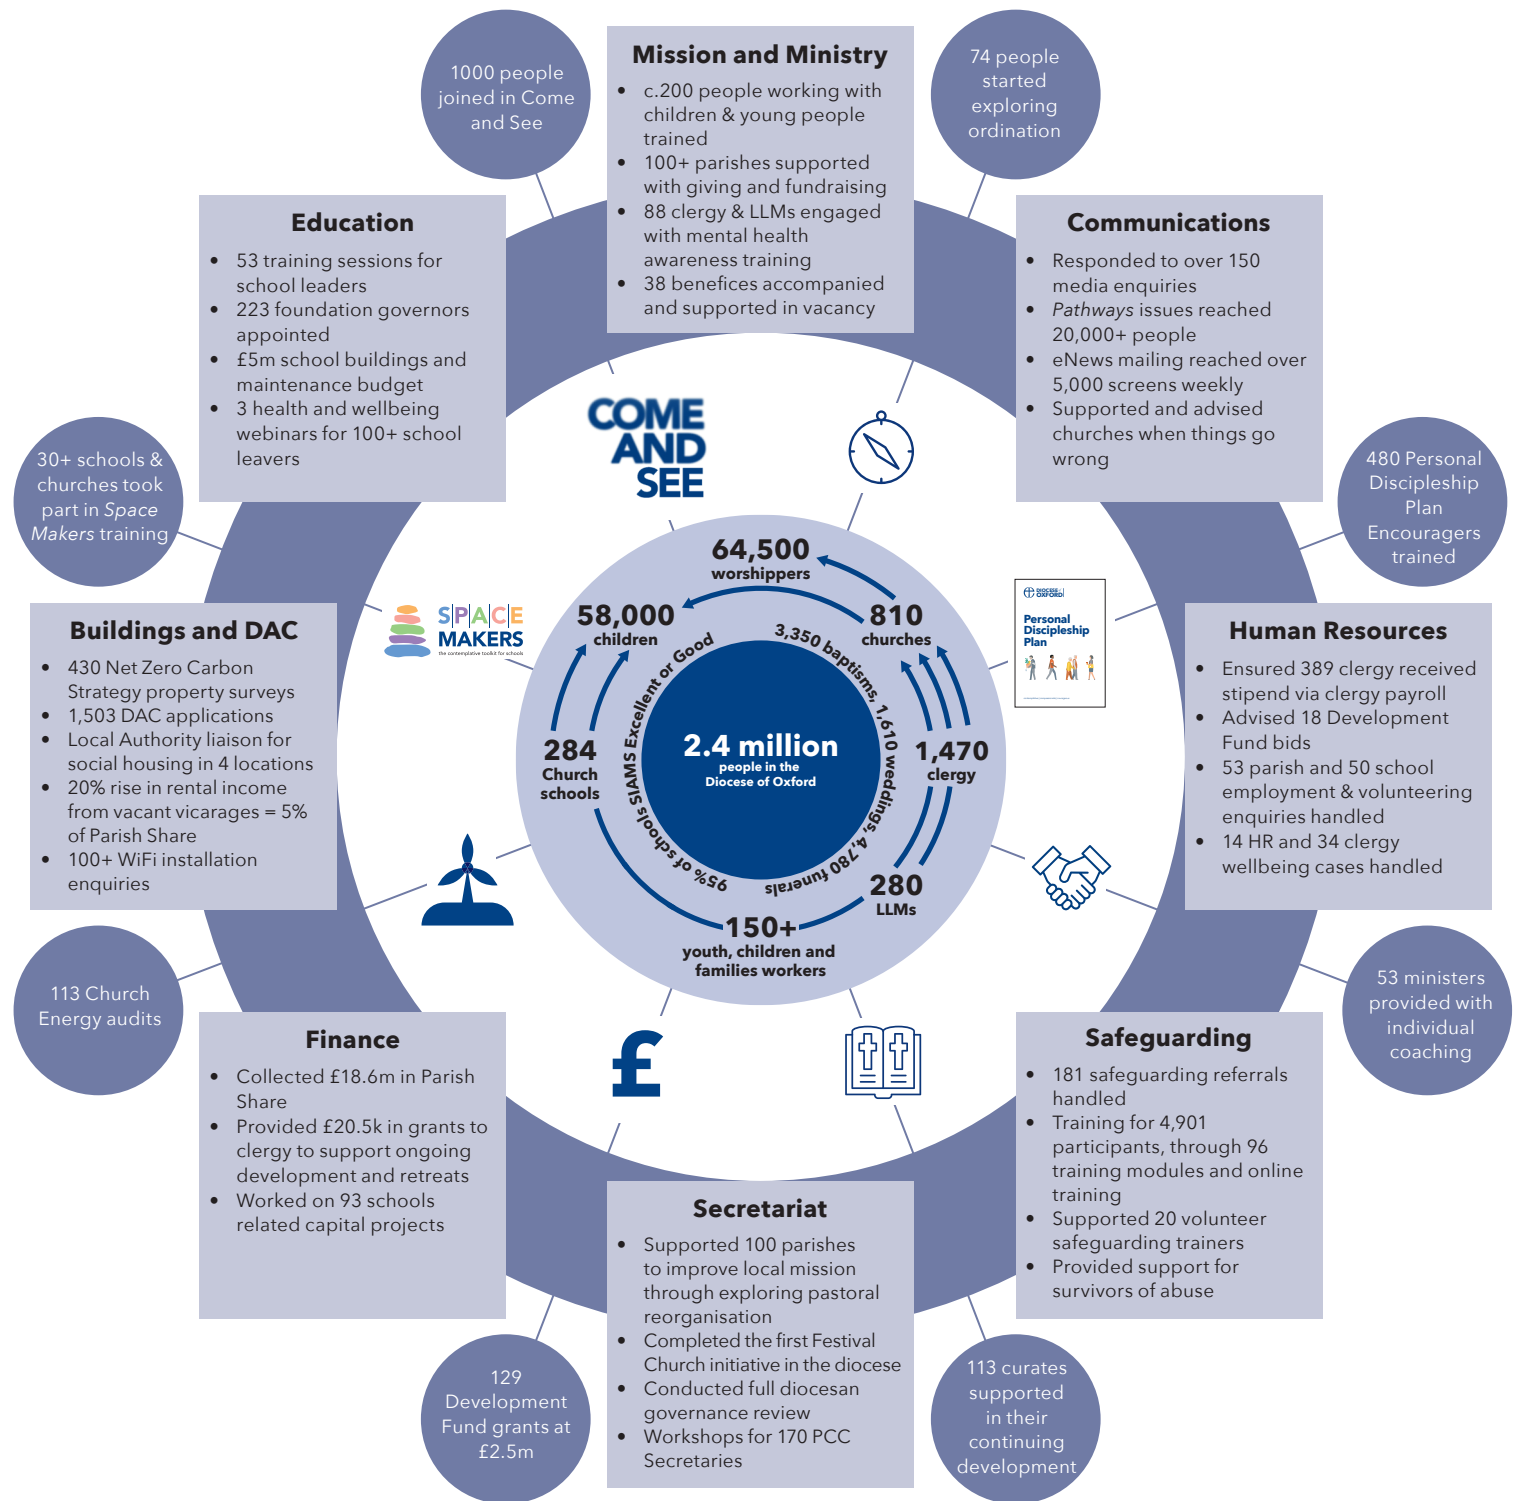 1000 people
joined in Come
and See
Mission and Ministry
• c.200 people working with
children & young people
trained
• 100+ parishes supported
with giving and fundraising
• 88 clergy & LLMs engaged
with mental health
awareness training
• 38 benefices accompanied
and supported in vacancy
74 people
started
exploring
ordination
Education
• 53 training sessions for
school leaders
• 223 foundation governors
appointed
• £5m school buildings and
maintenance budget
• 3 health and wellbeing
webinars for 100+ school
leavers
Communications
• Responded to over 150
media enquiries
• Pathways issues reached
20,000+ people
• eNews mailing reached over
5,000 screens weekly
• Supported and advised
churches when things go
wrong
30+ schools &
churches took
part in Space
Makers training
COME
AND
SEE
480 Personal
Discipleship
Plan
Encouragers
trained
SPACE
MAKERS
the contemplative toolkit for schools
DIOCESE OF
OXFORD
Personal
Discipleship
Plan
64,500
worshippers
58,000
children
810
churches
284
Church
schools
1,470
clergy
280
LLMs
150+
youth, children and
families workers
95% of schools SIAMS Excellent or Good
3,350 baptisms, 1,610 weddings, 4,780 funerals
2.4 million
people in the
Diocese of Oxford
Buildings and DAC
• 430 Net Zero Carbon
Strategy property surveys
• 1,503 DAC applications
• Local Authority liaison for
social housing in 4 locations
• 20% rise in rental income
from vacant vicarages = 5%
of Parish Share
• 100+ WiFi installation
enquiries
Human Resources
• Ensured 389 clergy received
stipend via clergy payroll
• Advised 18 Development
Fund bids
• 53 parish and 50 school
employment & volunteering
enquiries handled
• 14 HR and 34 clergy
wellbeing cases handled
113 Church
Energy audits
53 ministers
provided with
individual
coaching
Finance
• Collected £18.6m in Parish
Share
• Provided £20.5k in grants to
clergy to support ongoing
development and retreats
• Worked on 93 schools
related capital projects
£
Safeguarding
• 181 safeguarding referrals
handled
• Training for 4,901
participants, through 96
training modules and online
training
• Supported 20 volunteer
safeguarding trainers
• Provided support for
survivors of abuse
129
Development
Fund grants at
£2.5m
Secretariat
• Supported 100 parishes
to improve local mission
through exploring pastoral
reorganisation
• Completed the first Festival
Church initiative in the diocese
• Conducted full diocesan
governance review
• Workshops for 170 PCC
Secretaries
113 curates
supported
in their
continuing
development